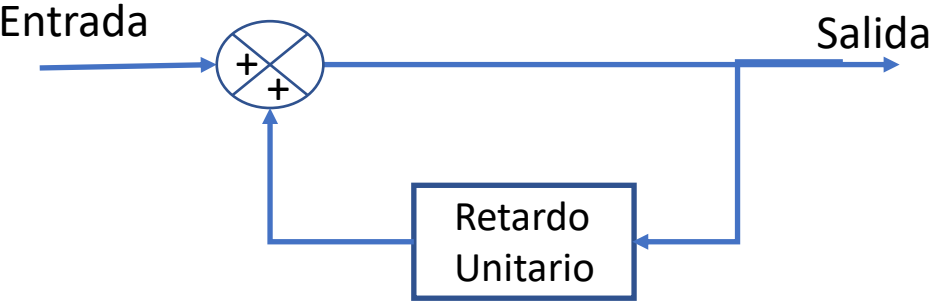 Entrada
Salida
+
+
Retardo
Unitario